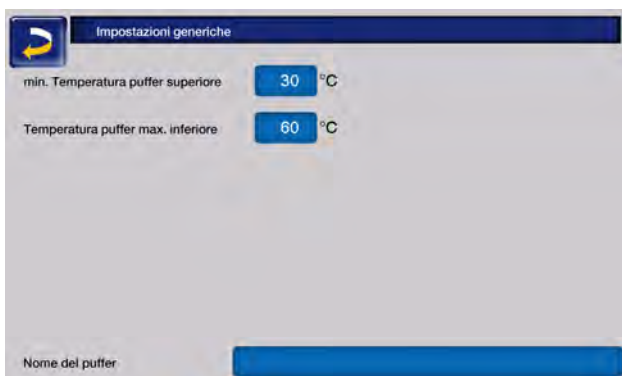 Impostazioni generiche
min. Temperatura puffer superiore 30 °C
Temperatura puffer max. inferiore 60 °C
Nome del puffer